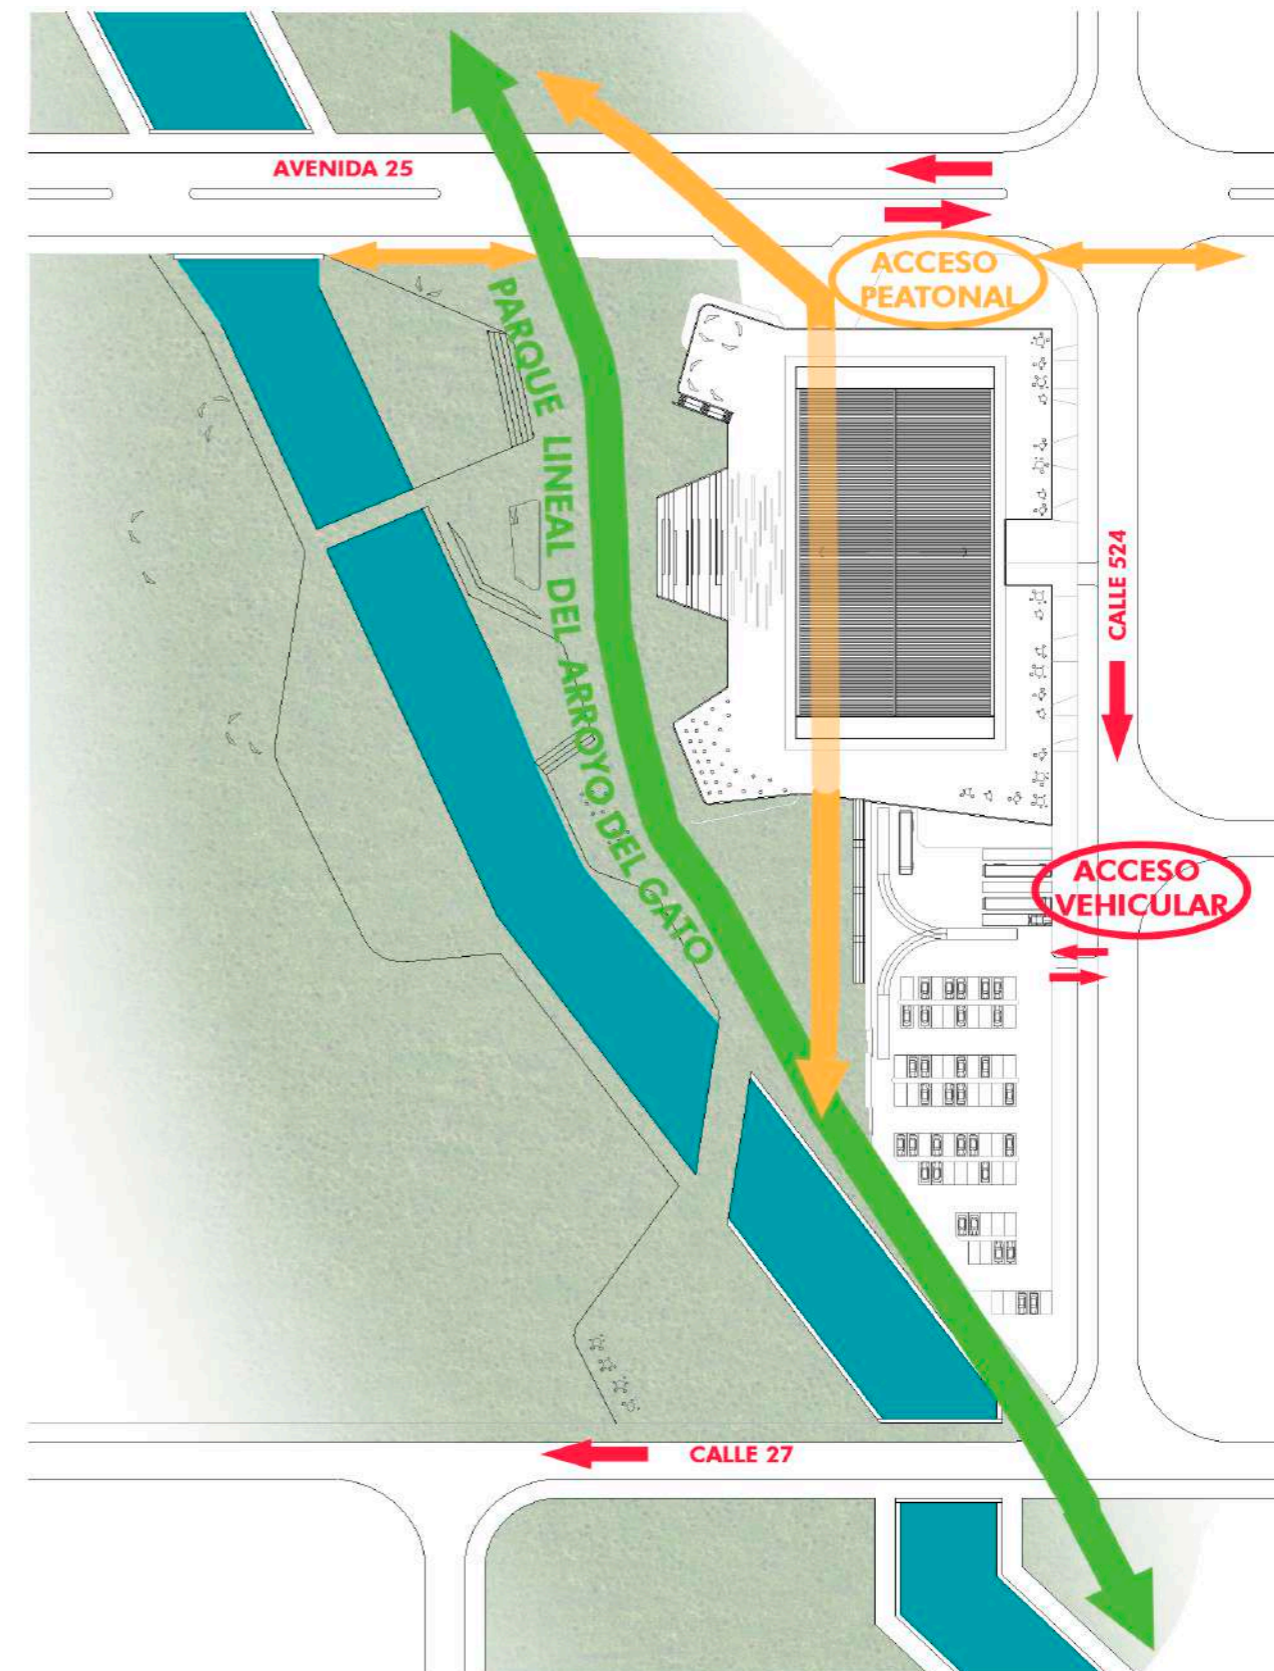 AVENIDA 25
ACCESO
PEATONAL
PARQUE LINEAL DEL ARROYO DEL GATO
CALLE 524
ACCESO
VEHICULAR
CALLE 27